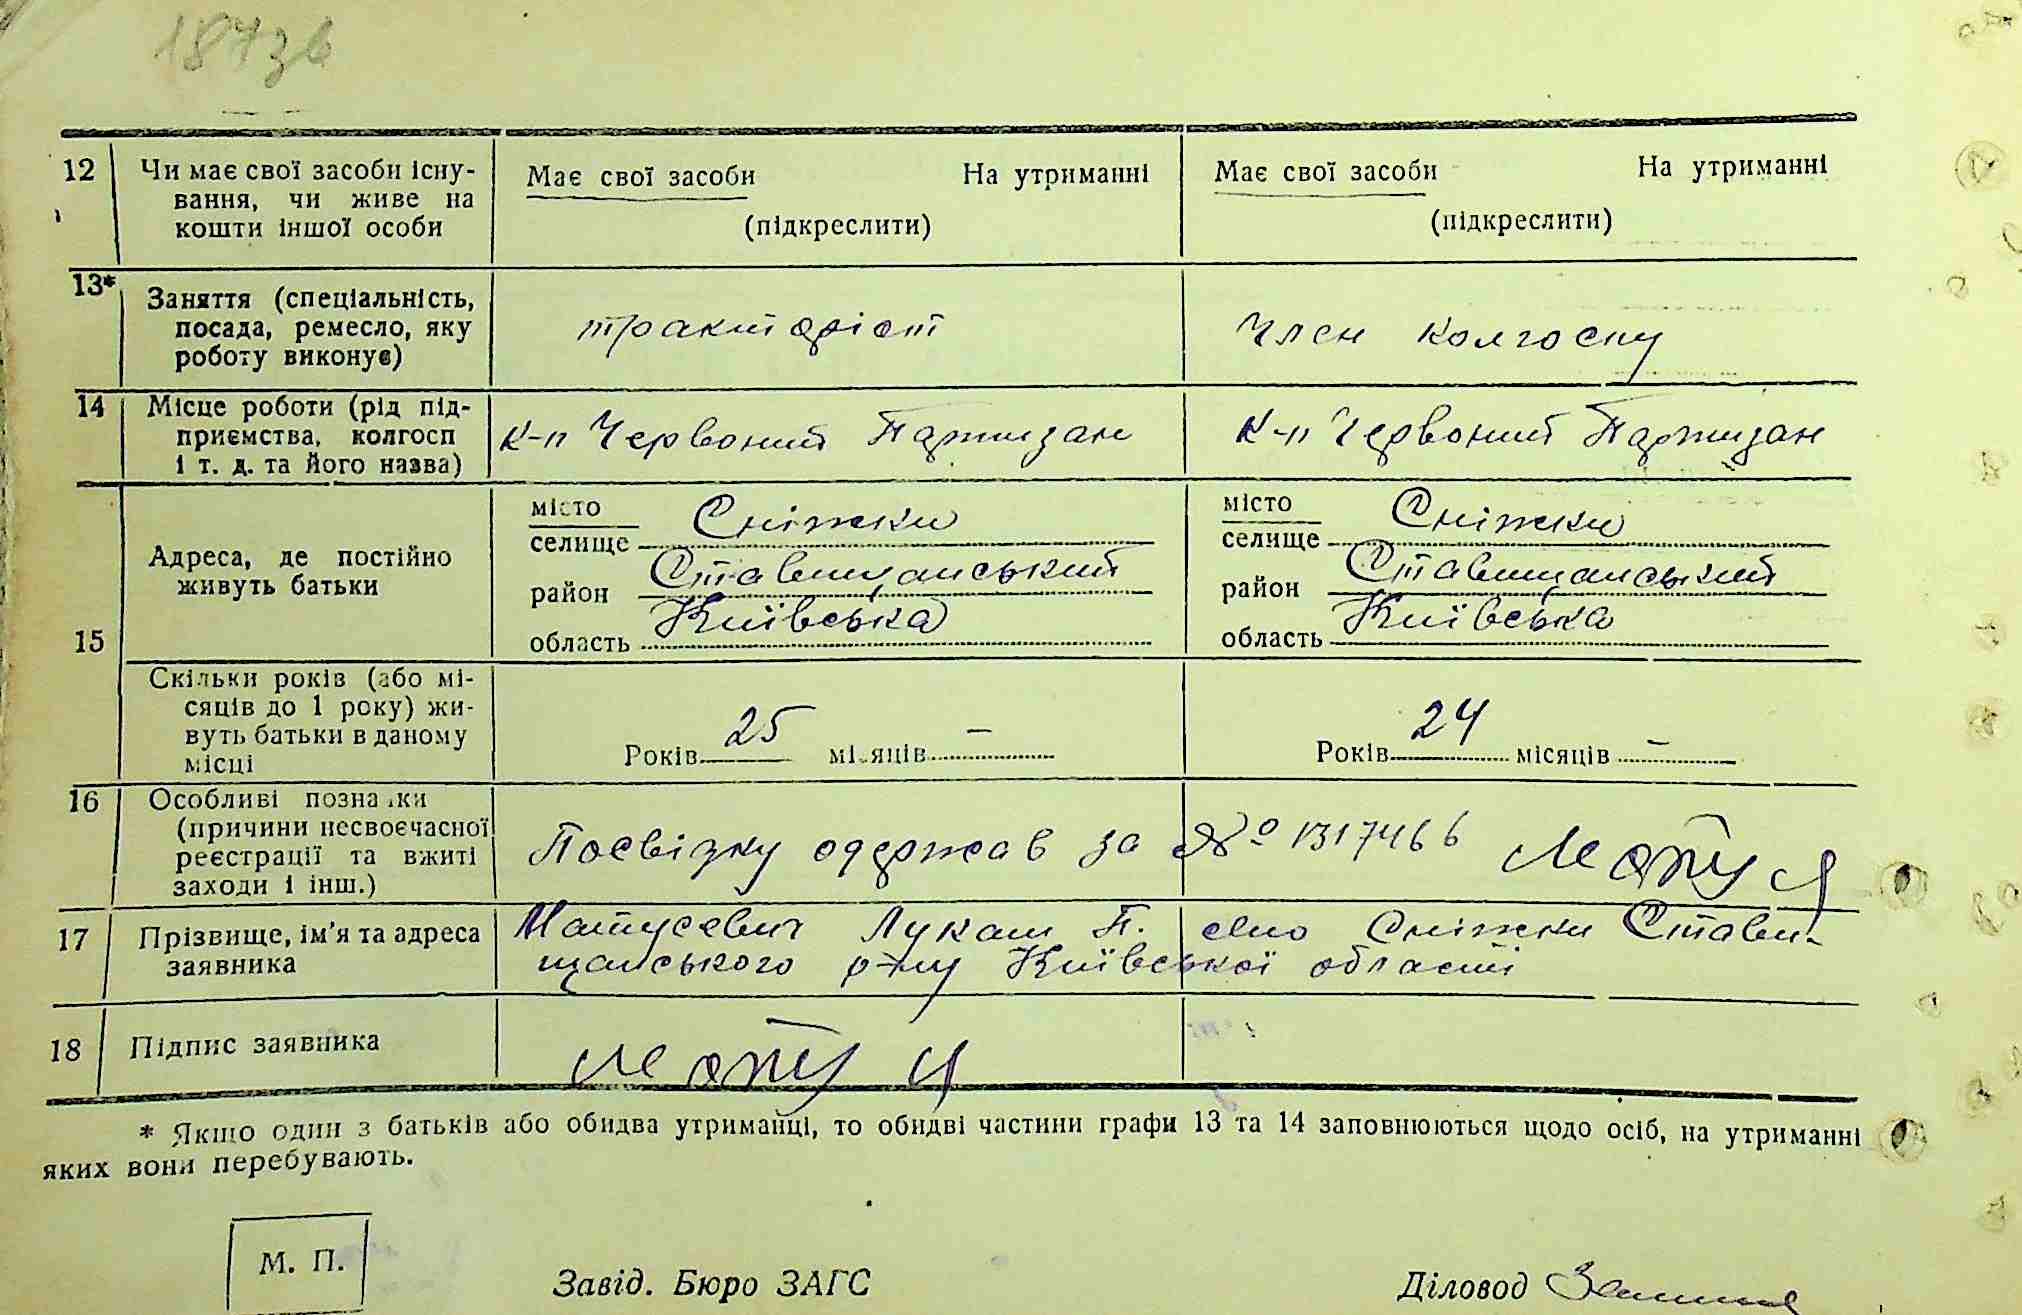 187зв
12 Чи має свої засоби існу-
вання, чи живе на
кошти іншої особи
Має свої засоби На утриманні
(підкреслити)
Має свої засоби На утриманні
(підкреслити)
13* Заняття (спеціальність,
посада, ремесло, яку
роботу виконує)
тракторіст
Член колгоспу
14 Місце роботи (рід під-
приємства, колгосп
і т. д. та його назва)
к-п Червоний Партизан
к-п Червоний Партизан
15
Адреса, де постійно
живуть батьки
місто
селище Сніжки
район Ставищанський
область Київська
місто
селище Сніжки
район Ставищанський
область Київська
Скільки років (або мі-
сяців до 1 року) жи-
вуть батьки в даному
місці
Років 25 місяців –
Років 24 місяців –
16 Особливі познаки
(причини несвоєчасної
реєстрації та вжиті
заходи і інш.)
Посвідку одержав за № 1317466
17 Прізвище, ім'я та адреса
заявника
Матусевич Лукаш П. село Сніжки Стави-
щанського р-ну Київської області
18 Підпис заявника
* Якщо один з батьків або обидва утриманці, то обидві частини графи 13 та 14 заповнюються щодо осіб, на утриманні
яких вони перебувають.
М. П.
Завід. Бюро ЗАГС
Діловод